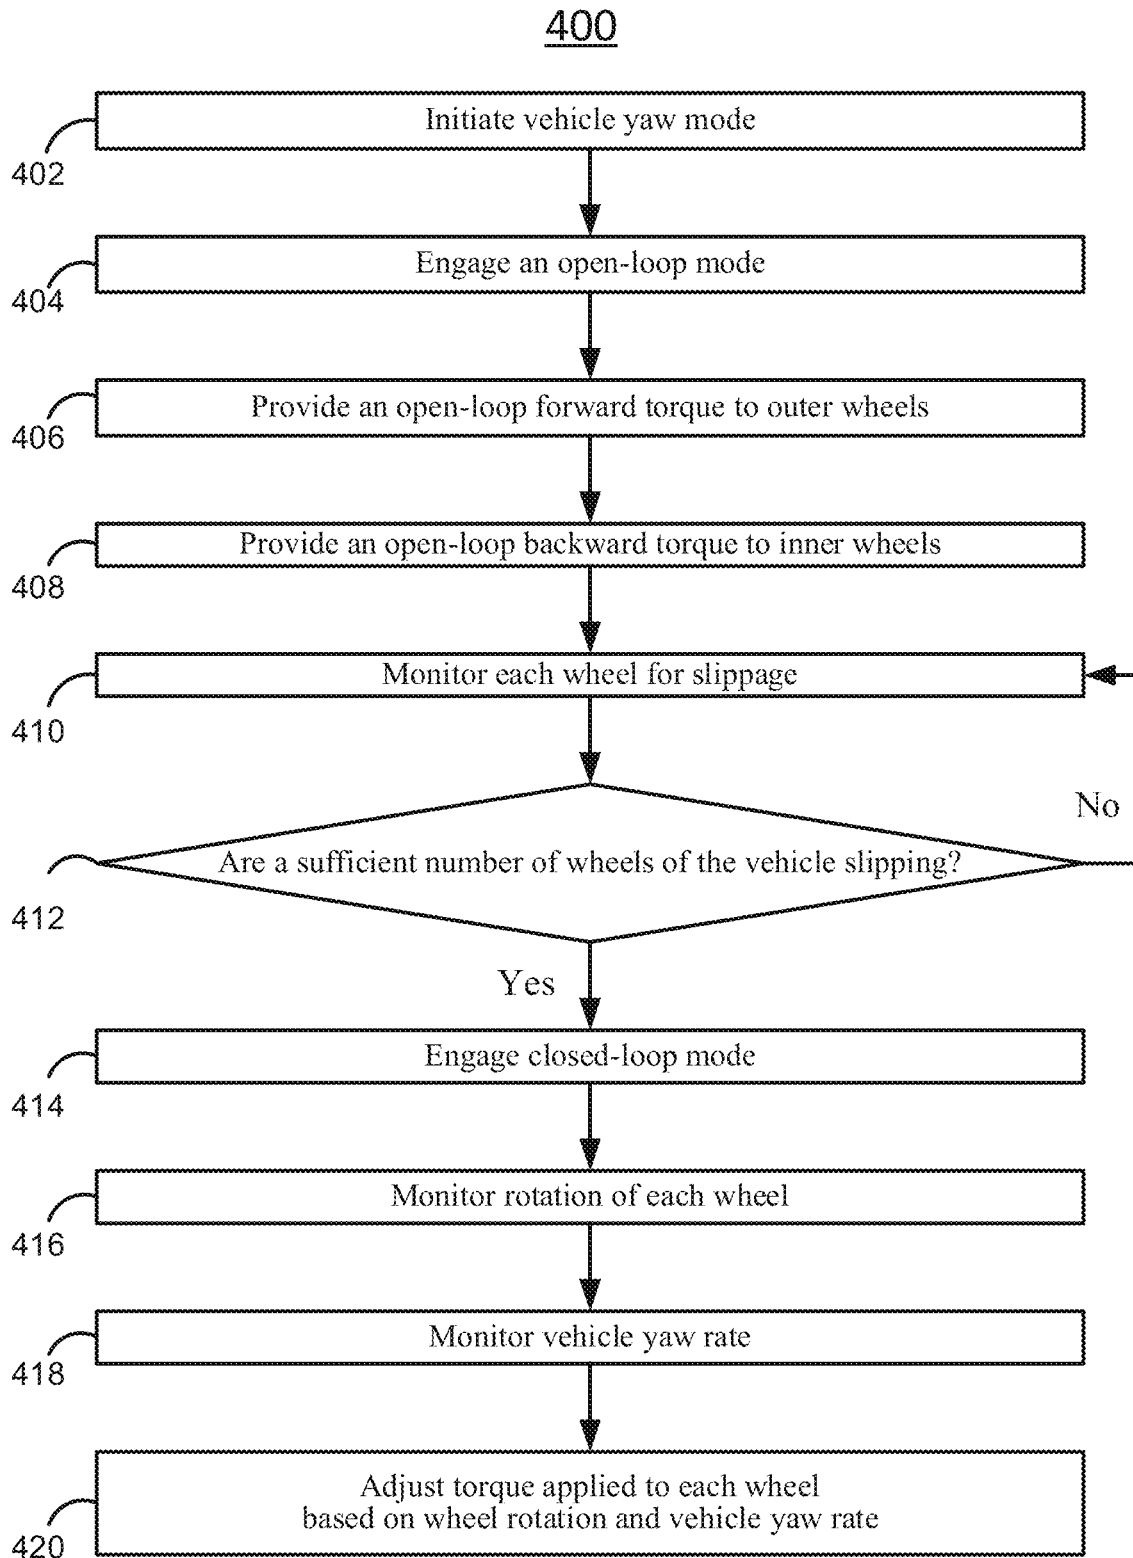 400
Initiate vehicle yaw mode
402
Engage an open-loop mode
404
Provide an open-loop forward torque to outer wheels
406
Provide an open-loop backward torque to inner wheels
408
Monitor each wheel for slippage
410
No
Are a sufficient number of wheels of the vehicle slipping?
412
Yes
Engage closed-loop mode
414
Monitor rotation of each wheel
416
Monitor vehicle yaw rate
418
Adjust torque applied to each wheel
based on wheel rotation and vehicle yaw rate
420